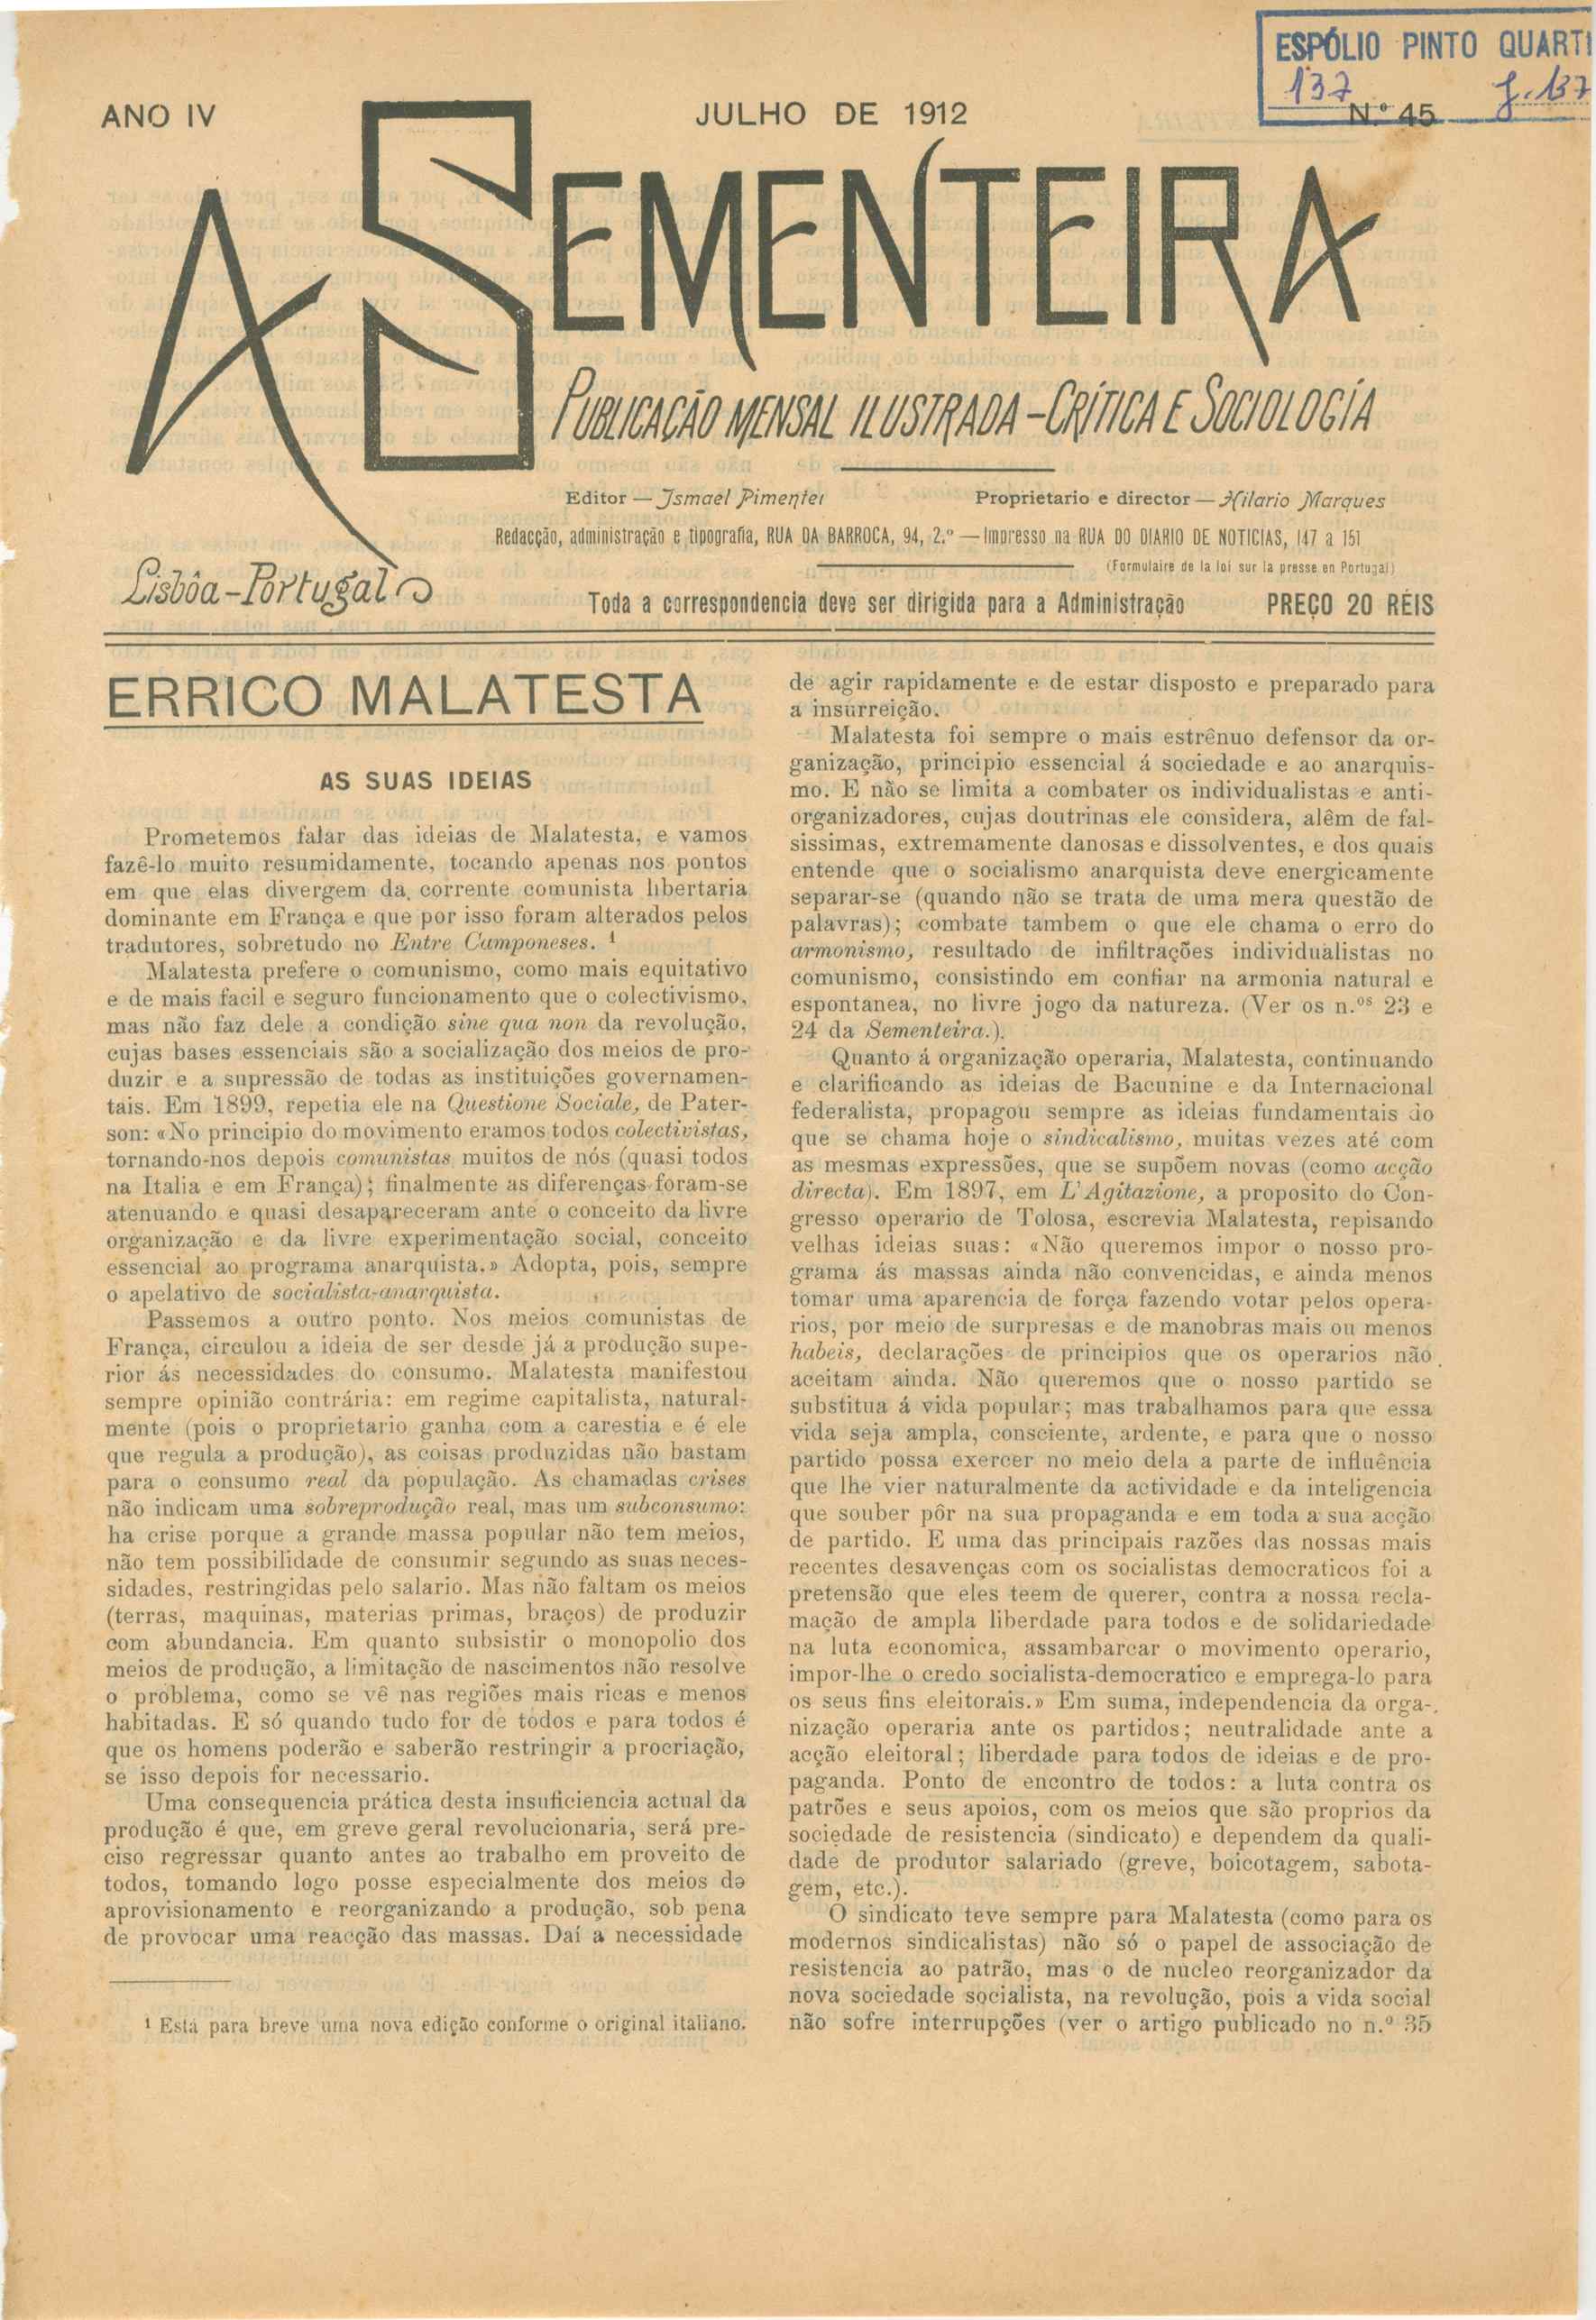 ESPÓLIO PINTO QUARTI
137
ANO IV
JULHO DE 1912
N.º 45
A SEMENTEIRA
PUBLICAÇÃO MENSAL ILUSTRADA – CRÍTICA E SOCIOLOGÍA
Editor — Ismael Pimentel
Proprietario e director — Hilario Marques
Redacção, administração e tipografia, RUA DA BARROCA, 94, 2.º — Impresso na RUA DO DIARIO DE NOTICIAS, 147 a 151
(Formulaire de la loi sur la presse en Portugal)
Lisbôa-Portugal
Toda a correspondencia deve ser dirigida para a Administração
PREÇO 20 RÉIS
ERRICO MALATESTA
AS SUAS IDEIAS
Prometemos falar das ideias de Malatesta, e vamos
fazê-lo muito resumidamente, tocando apenas nos pontos
em que elas divergem da corrente comunista libertaria
dominante em França e que por isso foram alterados pelos
tradutores, sobretudo no Entre Camponeses. ¹
Malatesta prefere o comunismo, como mais equitativo
e de mais facil e seguro funcionamento que o colectivismo,
mas não faz dele a condição sine qua non da revolução,
cujas bases essenciais são a socialização dos meios de pro-
duzir e a supressão de todas as instituições governamen-
tais. Em 1899, repetia ele na Questione Sociale, de Pater-
son: «No principio do movimento eramos todos colectivistas,
tornando-nos depois comunistas muitos de nós (quasi todos
na Italia e em França); finalmente as diferenças foram-se
atenuando e quasi desapareceram ante o conceito da livre
organização e da livre experimentação social, conceito
essencial ao programa anarquista.» Adopta, pois, sempre
o apelativo de socialista-anarquista.
Passemos a outro ponto. Nos meios comunistas de
França, circulou a ideia de ser desde já a produção supe-
rior ás necessidades do consumo. Malatesta manifestou
sempre opinião contrária: em regime capitalista, natural-
mente (pois o proprietario ganha com a carestia e é ele
que regula a produção), as coisas produzidas não bastam
para o consumo real da população. As chamadas crises
não indicam uma sobreprodução real, mas um subconsumo:
ha crise porque a grande massa popular não tem meios,
não tem possibilidade de consumir segundo as suas neces-
sidades, restringidas pelo salario. Mas não faltam os meios
(terras, maquinas, materias primas, braços) de produzir
com abundancia. Em quanto subsistir o monopolio dos
meios de produção, a limitação de nascimentos não resolve
o problema, como se vê nas regiões mais ricas e menos
habitadas. E só quando tudo for de todos e para todos é
que os homens poderão e saberão restringir a procriação,
se isso depois for necessario.
Uma consequencia prática desta insuficiencia actual da
produção é que, em greve geral revolucionaria, será pre-
ciso regressar quanto antes ao trabalho em proveito de
todos, tomando logo posse especialmente dos meios de
aprovisionamento e reorganizando a produção, sob pena
de provocar uma reacção das massas. Daí a necessidade
¹ Está para breve uma nova edição conforme o original italiano.
de agir rapidamente e de estar disposto e preparado para
a insurreição.
Malatesta foi sempre o mais estrênuo defensor da or-
ganização, principio essencial á sociedade e ao anarquis-
mo. E não se limita a combater os individualistas e anti-
organizadores, cujas doutrinas ele considera, alêm de fal-
sissimas, extremamente danosas e dissolventes, e dos quais
entende que o socialismo anarquista deve energicamente
separar-se (quando não se trata de uma mera questão de
palavras); combate tambem o que ele chama o erro do
armonismo, resultado de infiltrações individualistas no
comunismo, consistindo em confiar na armonia natural e
espontanea, no livre jogo da natureza. (Ver os n.ºˢ 23 e
24 da Sementeira.).
Quanto á organização operaria, Malatesta, continuando
e clarificando as ideias de Bacunine e da Internacional
federalista, propagou sempre as ideias fundamentais do
que se chama hoje o sindicalismo, muitas vezes até com
as mesmas expressões, que se supõem novas (como acção
directa). Em 1897, em L'Agitazione, a proposito do Con-
gresso operario de Tolosa, escrevia Malatesta, repisando
velhas ideias suas: «Não queremos impor o nosso pro-
grama ás massas ainda não convencidas, e ainda menos
tomar uma aparencia de força fazendo votar pelos opera-
rios, por meio de surpresas e de manobras mais ou menos
habeis, declarações de principios que os operarios não
aceitam ainda. Não queremos que o nosso partido se
substitua á vida popular; mas trabalhamos para que essa
vida seja ampla, consciente, ardente, e para que o nosso
partido possa exercer no meio dela a parte de influência
que lhe vier naturalmente da actividade e da inteligencia
que souber pôr na sua propaganda e em toda a sua acção
de partido. E uma das principais razões das nossas mais
recentes desavenças com os socialistas democraticos foi a
pretensão que eles teem de querer, contra a nossa recla-
mação de ampla liberdade para todos e de solidariedade
na luta economica, assambarcar o movimento operario,
impor-lhe o credo socialista-democratico e emprega-lo para
os seus fins eleitorais.» Em suma, independencia da orga-
nização operaria ante os partidos; neutralidade ante a
acção eleitoral; liberdade para todos de ideias e de pro-
paganda. Ponto de encontro de todos: a luta contra os
patrões e seus apoios, com os meios que são proprios da
sociedade de resistencia (sindicato) e dependem da quali-
dade de produtor salariado (greve, boicotagem, sabota-
gem, etc.).
O sindicato teve sempre para Malatesta (como para os
modernos sindicalistas) não só o papel de associação de
resistencia ao patrão, mas o de nucleo reorganizador da
nova sociedade socialista, na revolução, pois a vida social
não sofre interrupções (ver o artigo publicado no n.º 35